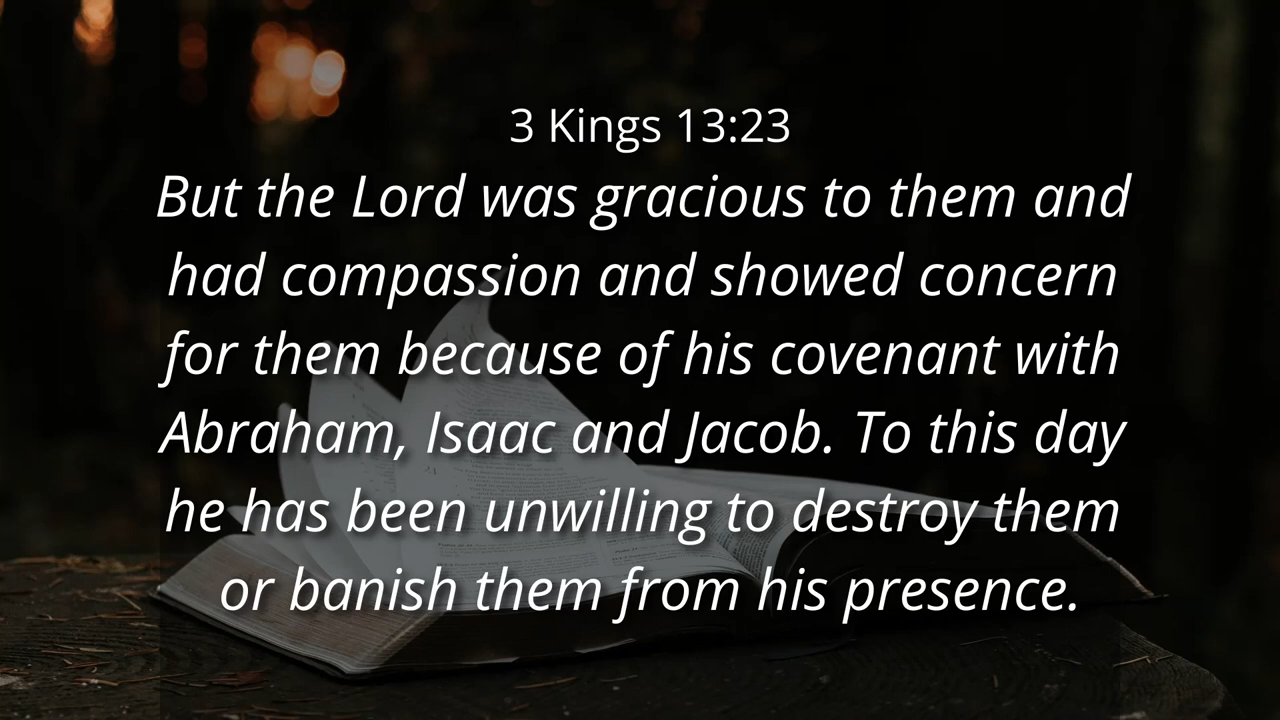 3 Kings 13:23
But the Lord was gracious to them and
had compassion and showed concern
for them because of his covenant with
Abraham, Isaac and Jacob. To this day
he has been unwilling to destroy them
or banish them from his presence.